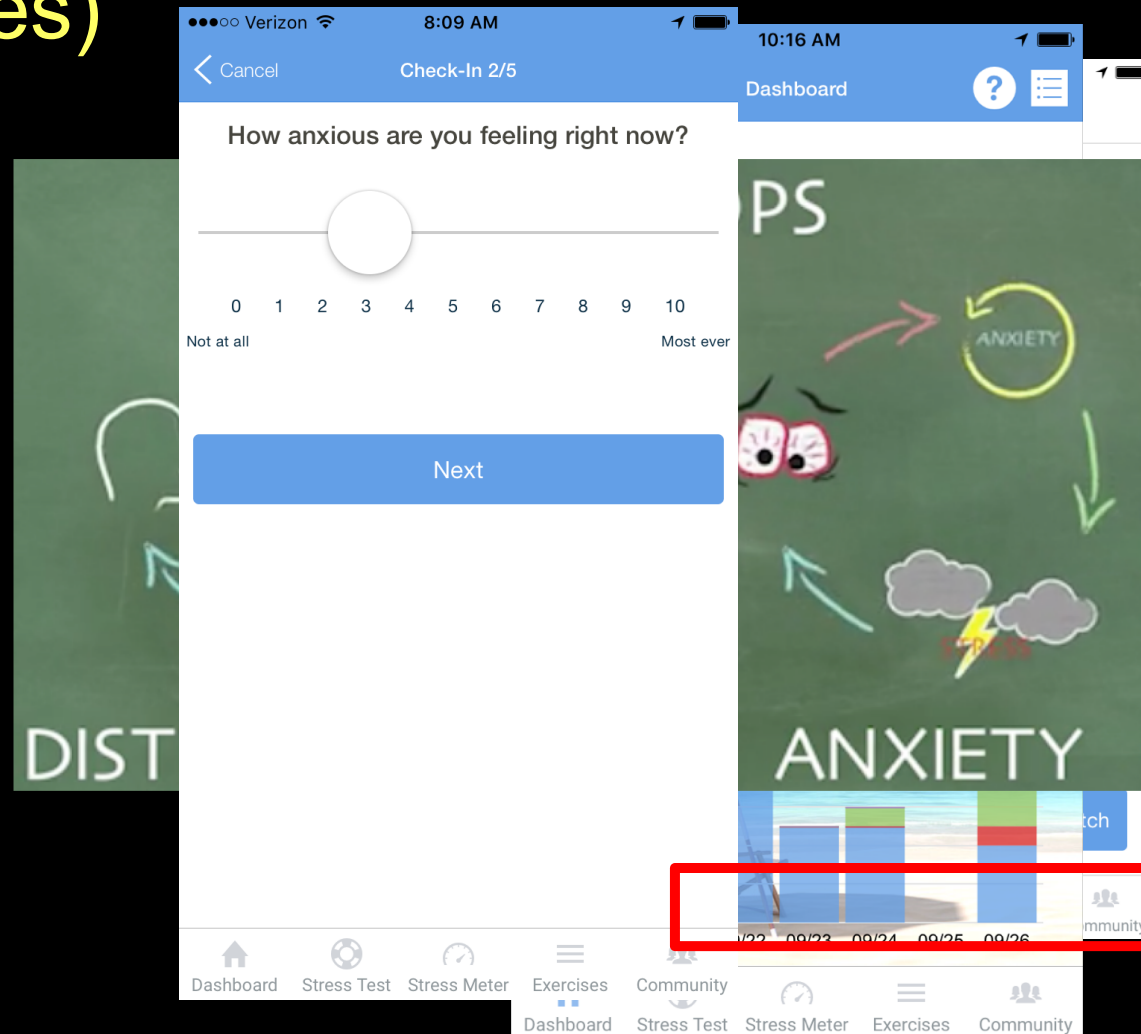 es)
Verizon 8:09 AM
Cancel Check-In 2/5
How anxious are you feeling right now?
0 1 2 3 4 5 6 7 8 9 10
Not at all Most ever
Next
Dashboard Stress Test Stress Meter Exercises Community
10:16 AM
Dashboard ?
PS
ANXIETY
STRESS
DIST
ANXIETY
tch
/22 09/23 09/24 09/25 09/26
mmunity
Dashboard Stress Test Stress Meter Exercises Community